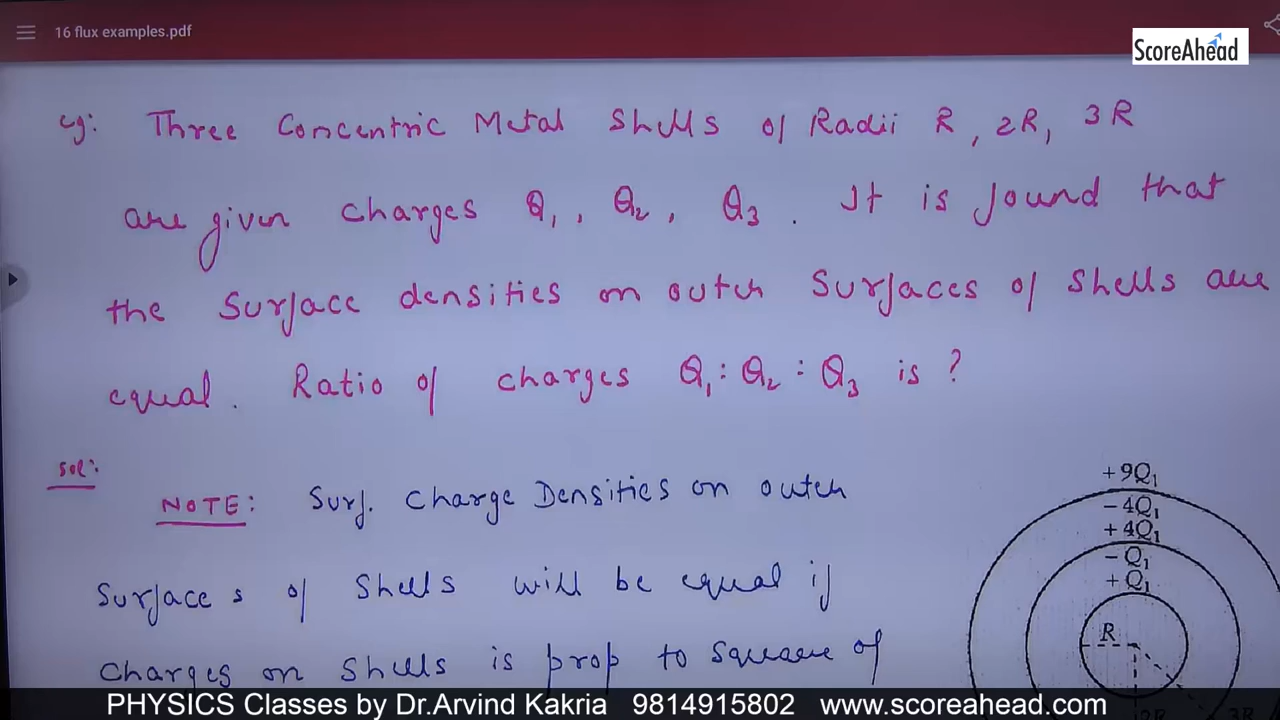 16 flux examples.pdf
ScoreAhead
eg: Three Concentric Metal Shells of Radii R, 2R, 3R
are given charges Q₁, Q₂, Q₃. It is found that
the Surface densities on outer Surfaces of Shells are
equal. Ratio of charges Q₁ : Q₂ : Q₃ is ?
Sol:
NOTE: Surf. Charge Densities on outer
Surfaces of Shells will be equal if
Charges on Shells is prop to Square of
+9Q₁
−4Q₁
+4Q₁
−Q₁
+Q₁
R
2R
3R
PHYSICS Classes by Dr.Arvind Kakria 9814915802 www.scoreahead.com